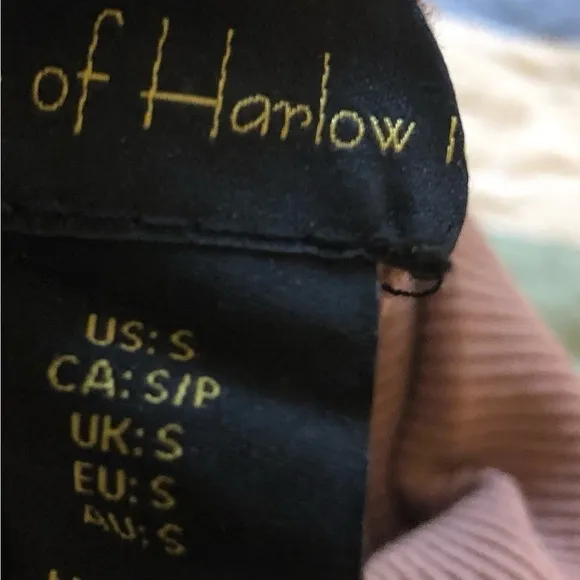 of Harlow
US: S
CA: S/P
UK: S
EU: S
AU: S